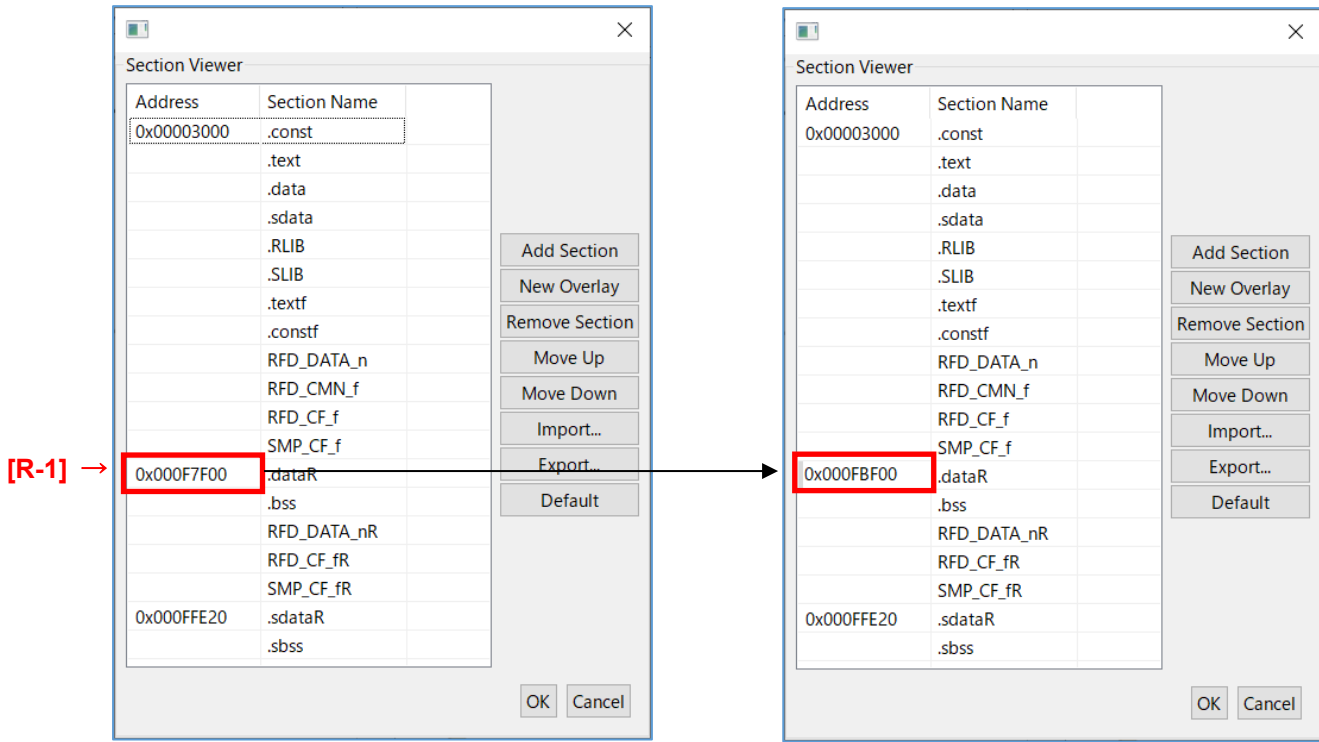 Section Viewer
Address Section Name
0x00003000 .const
.text
.data
.sdata
.RLIB
.SLIB
.textf
.constf
RFD_DATA_n
RFD_CMN_f
RFD_CF_f
SMP_CF_f
[R-1] → 0x000F7F00 .dataR
.bss
RFD_DATA_nR
RFD_CF_fR
SMP_CF_fR
0x000FFE20 .sdataR
.sbss
Add Section
New Overlay
Remove Section
Move Up
Move Down
Import...
Export...
Default
OK Cancel
Section Viewer
Address Section Name
0x00003000 .const
.text
.data
.sdata
.RLIB
.SLIB
.textf
.constf
RFD_DATA_n
RFD_CMN_f
RFD_CF_f
SMP_CF_f
0x000FBF00 .dataR
.bss
RFD_DATA_nR
RFD_CF_fR
SMP_CF_fR
0x000FFE20 .sdataR
.sbss
Add Section
New Overlay
Remove Section
Move Up
Move Down
Import...
Export...
Default
OK Cancel